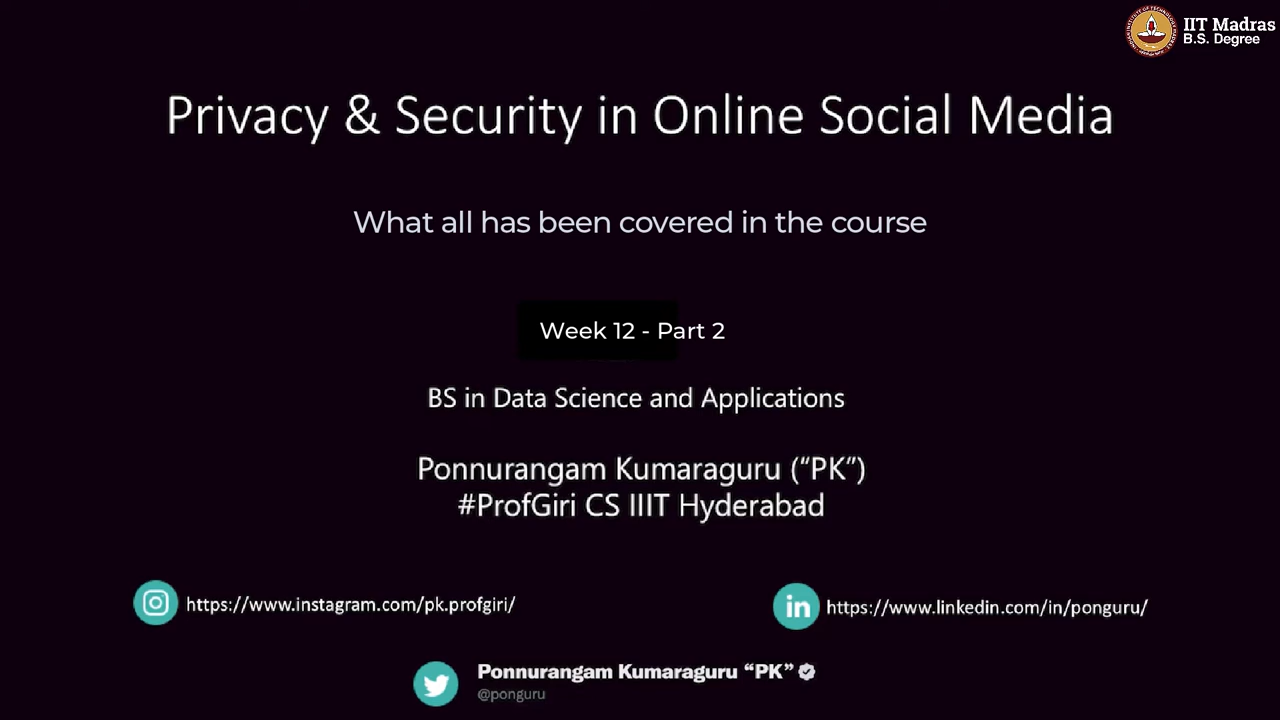 IIT Madras
B.S. Degree
Privacy & Security in Online Social Media
What all has been covered in the course
Week 12 - Part 2
BS in Data Science and Applications
Ponnurangam Kumaraguru (“PK”)
#ProfGiri CS IIIT Hyderabad
https://www.instagram.com/pk.profgiri/
https://www.linkedin.com/in/ponguru/
Ponnurangam Kumaraguru “PK”
@ponguru